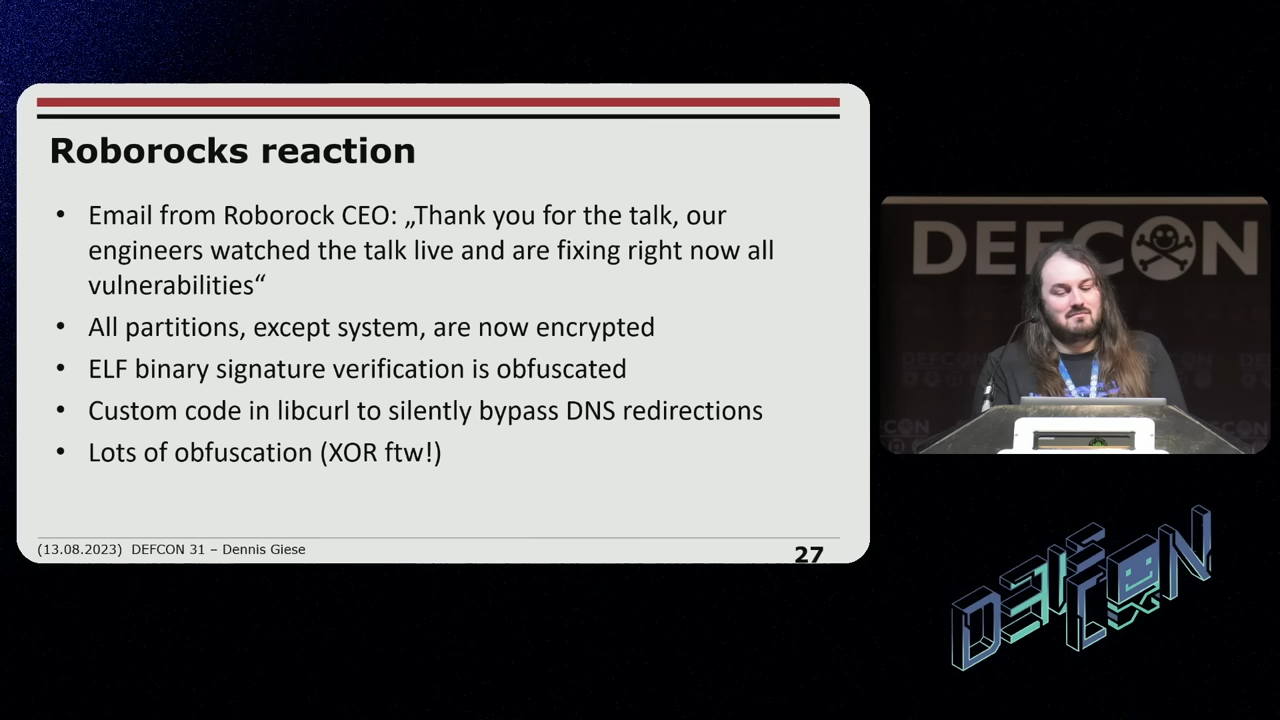 Roborocks reaction
• Email from Roborock CEO: „Thank you for the talk, our
engineers watched the talk live and are fixing right now all
vulnerabilities“
• All partitions, except system, are now encrypted
• ELF binary signature verification is obfuscated
• Custom code in libcurl to silently bypass DNS redirections
• Lots of obfuscation (XOR ftw!)
(13.08.2023) DEFCON 31 – Dennis Giese
27
DEFCON
DEFCON